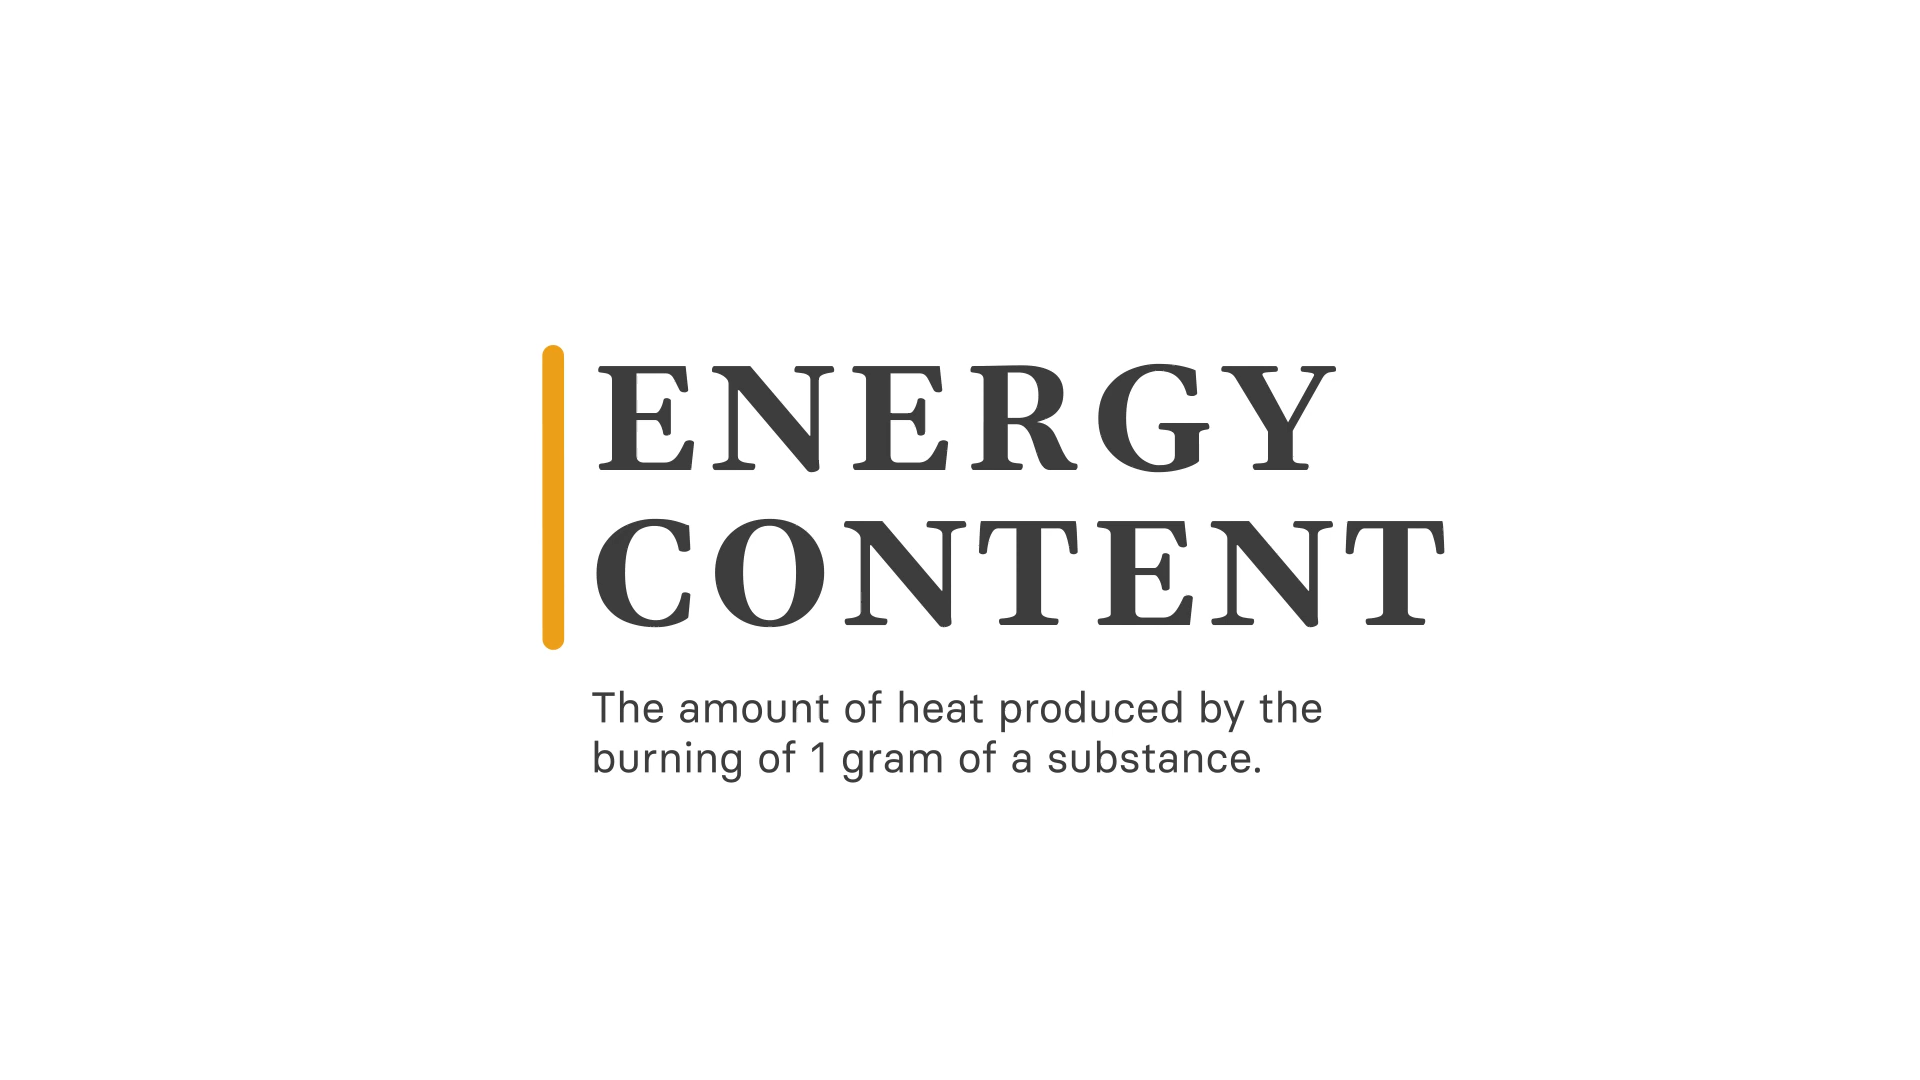 ENERGY
CONTENT
The amount of heat produced by the
burning of 1 gram of a substance.